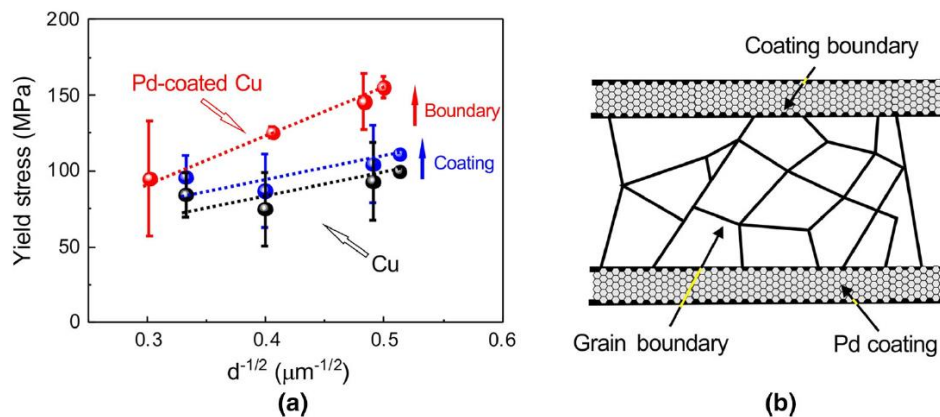 200
150
100
50
0
Yield stress (MPa)
Pd-coated Cu
Boundary
Coating
Cu
0.3
0.4
0.5
0.6
d⁻¹/² (μm⁻¹/²)
(a)
Coating boundary
Grain boundary
Pd coating
(b)